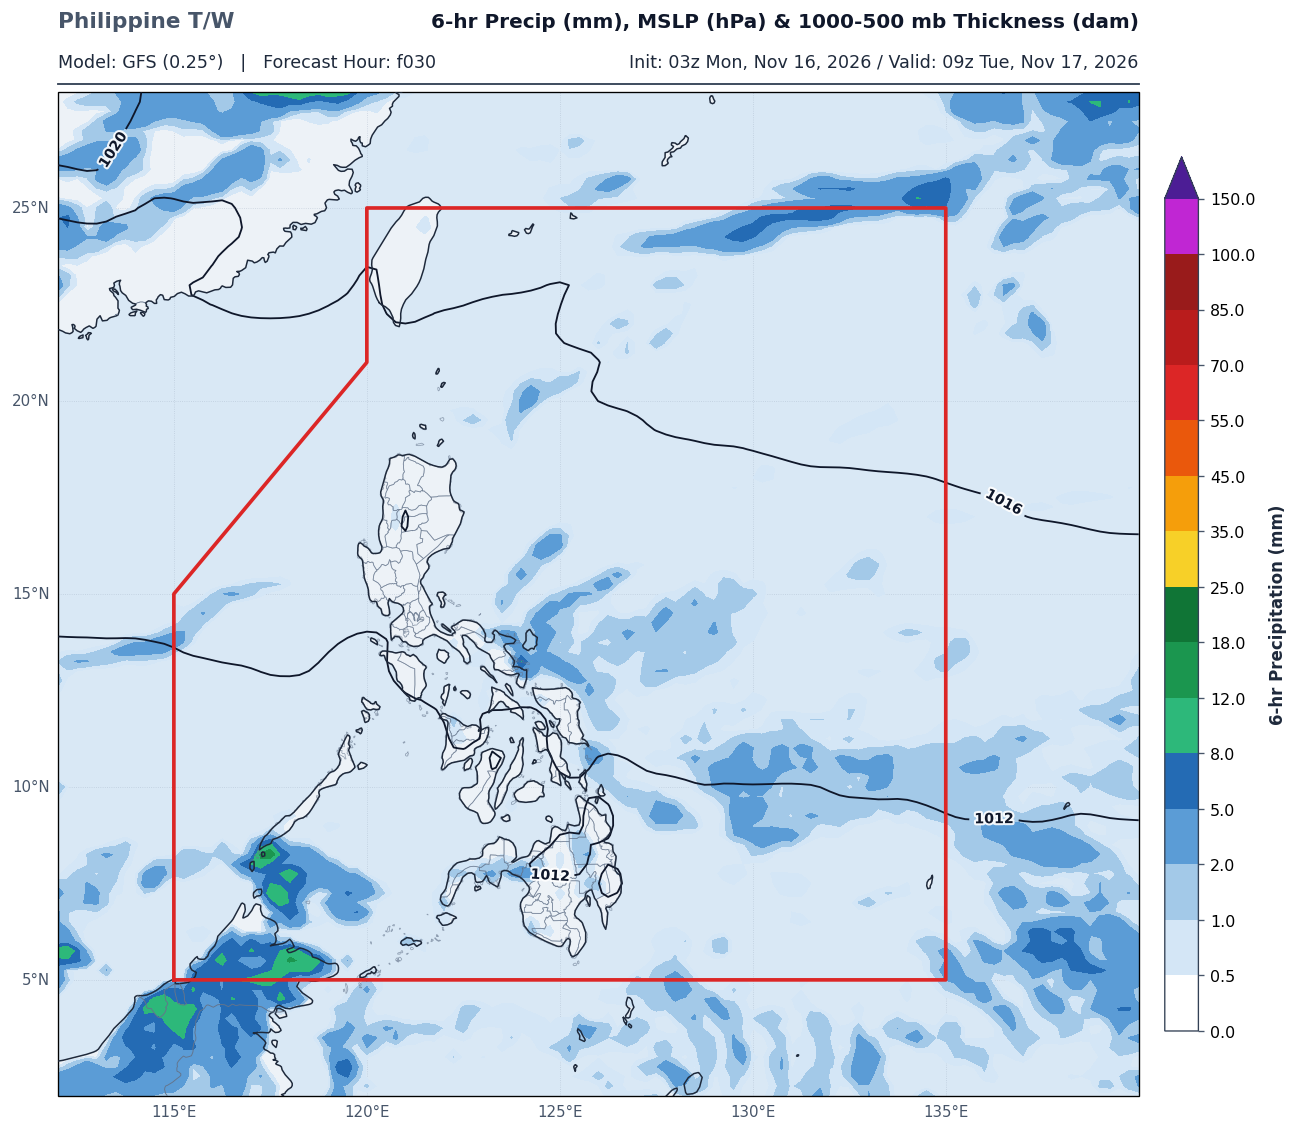 Philippine T/W
6-hr Precip (mm), MSLP (hPa) & 1000-500 mb Thickness (dam)
Model: GFS (0.25°) | Forecast Hour: f030
Init: 03z Mon, Nov 16, 2026 / Valid: 09z Tue, Nov 17, 2026
1020
1016
1012
1012
25°N
20°N
15°N
10°N
5°N
115°E
120°E
125°E
130°E
135°E
150.0
100.0
85.0
70.0
55.0
45.0
35.0
25.0
18.0
12.0
8.0
5.0
2.0
1.0
0.5
0.0
6-hr Precipitation (mm)